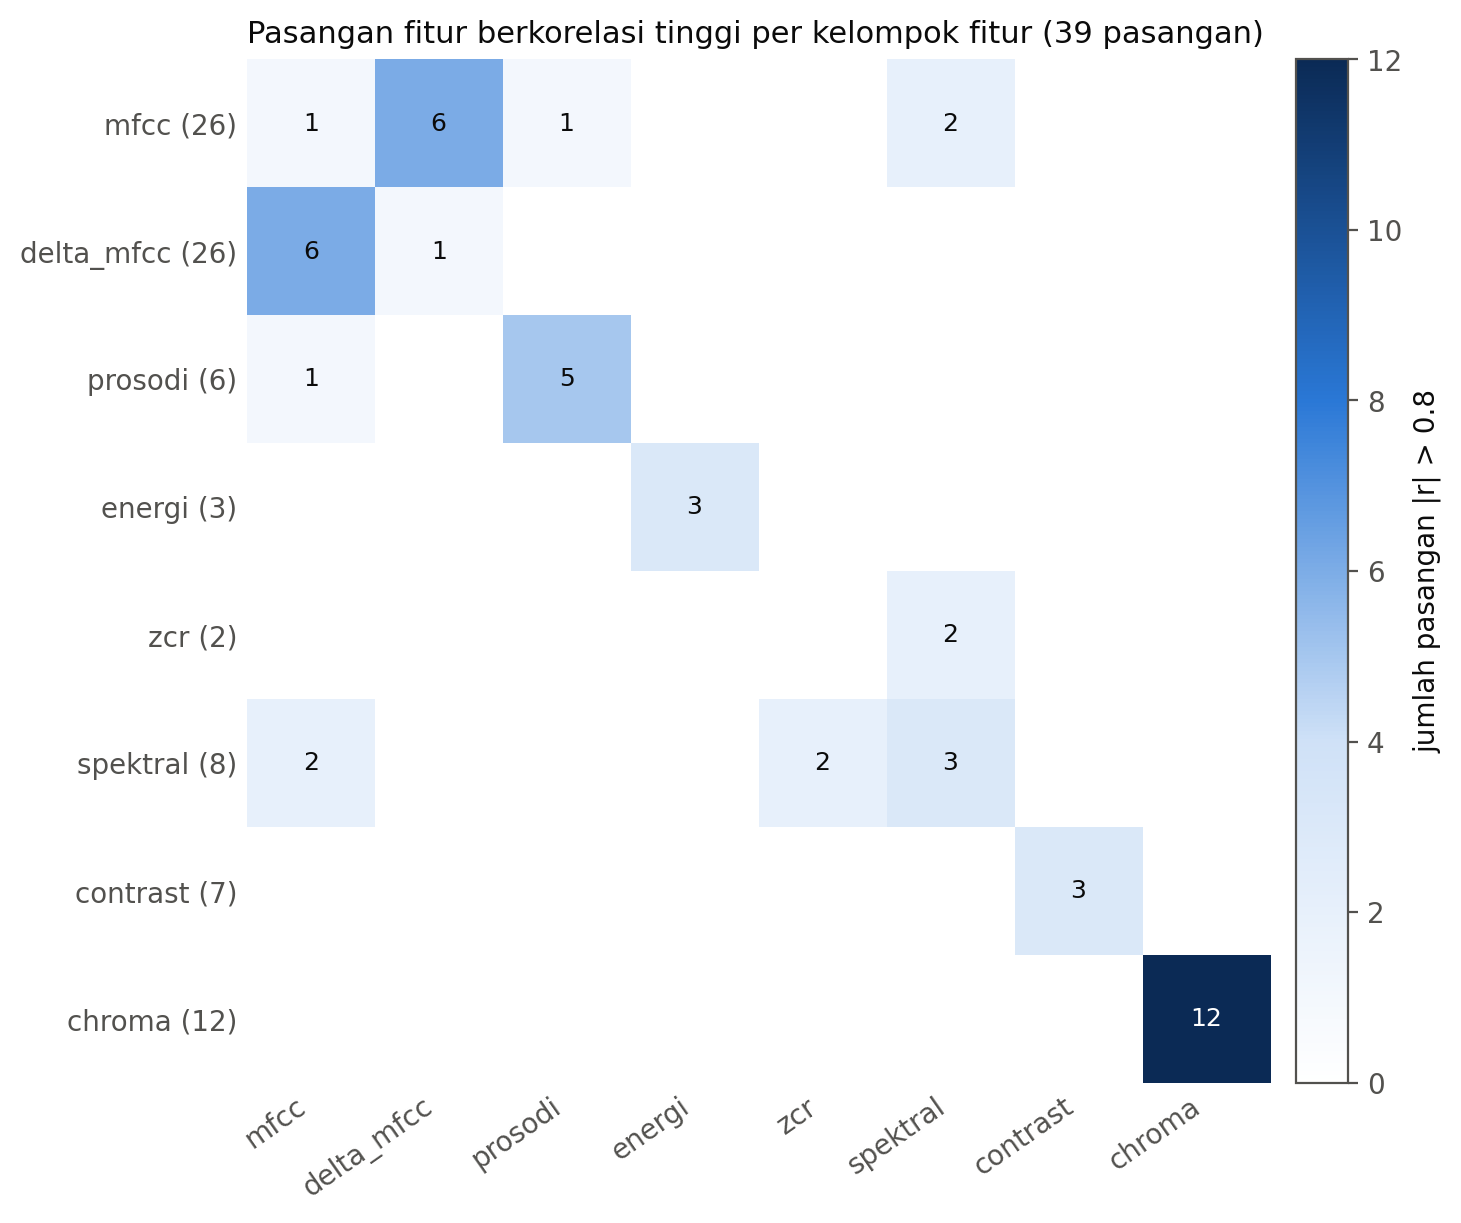 Pasangan fitur berkorelasi tinggi per kelompok fitur (39 pasangan)
mfcc (26) 1 6 1 2
delta_mfcc (26) 6 1
prosodi (6) 1 5
energi (3) 3
zcr (2) 2
spektral (8) 2 2 3
contrast (7) 3
chroma (12) 12
mfcc delta_mfcc prosodi energi zcr spektral contrast chroma
12
10
8
6
4
2
0
jumlah pasangan |r| > 0.8